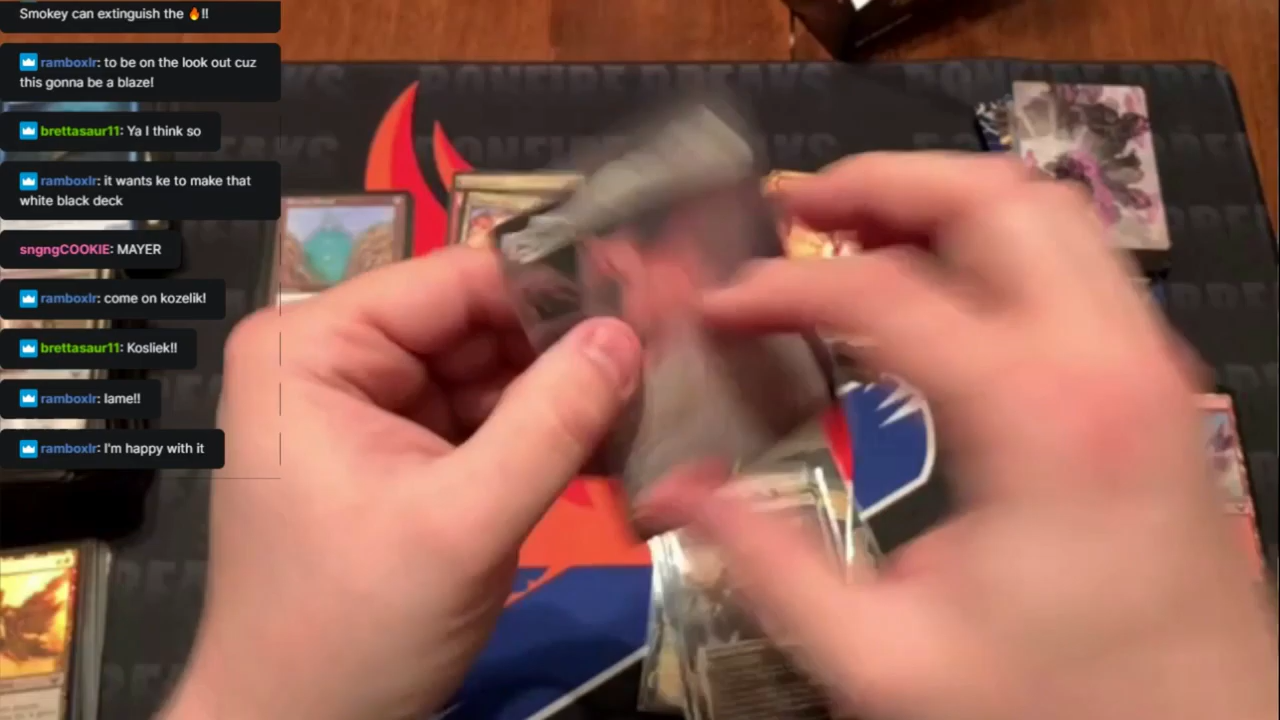 Smokey can extinguish the 🔥!!
ramboxlr: to be on the look out cuz
this gonna be a blaze!
brettasaur11: Ya I think so
ramboxlr: it wants ke to make that
white black deck
sngngCOOKIE: MAYER
ramboxlr: come on kozelik!
brettasaur11: Kosliek!!
ramboxlr: lame!!
ramboxlr: I'm happy with it